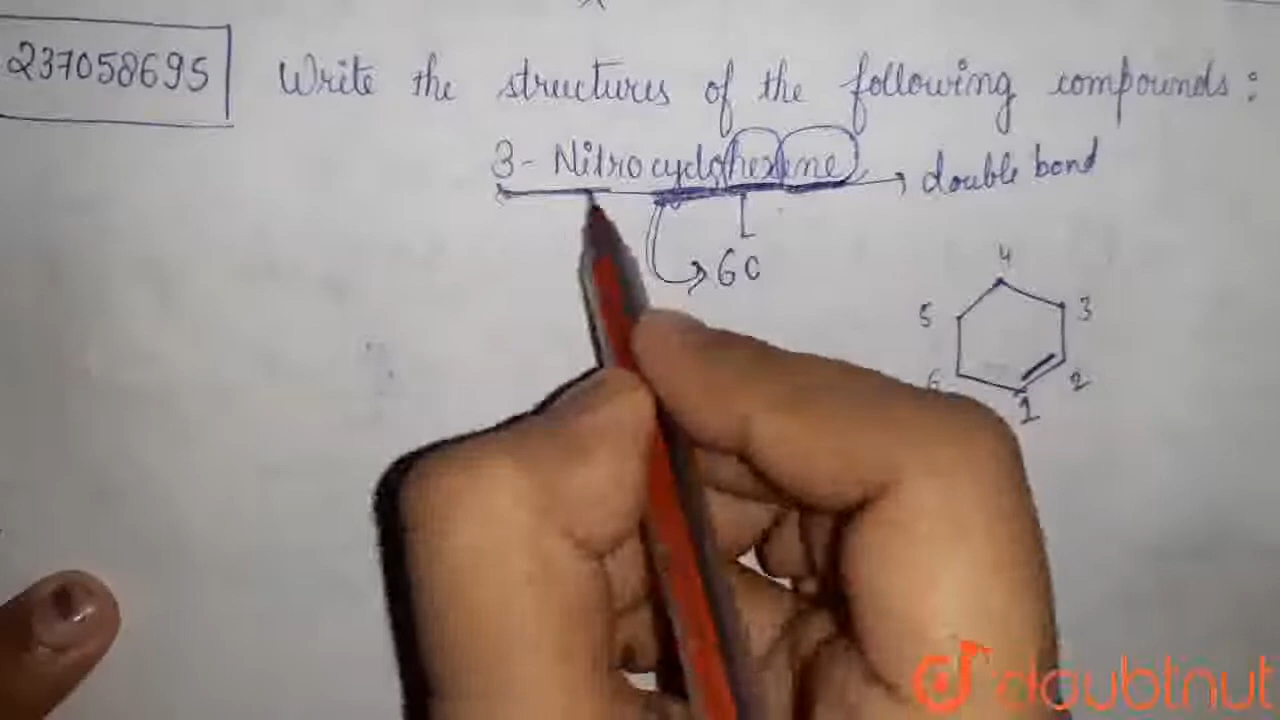 237058695 Write the structures of the following compounds:
3-Nitrocyclohexene → double bond
→ 6C
4
5 3
6 2
1
doubtnut